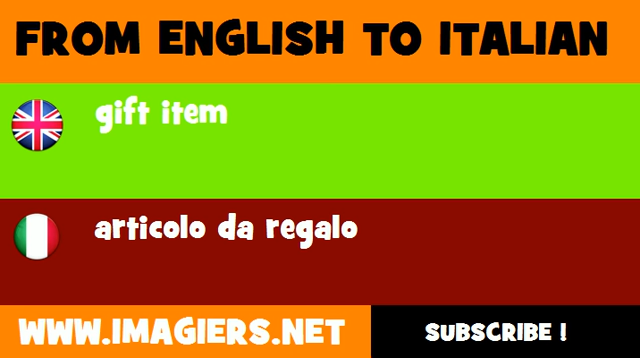 FROM ENGLISH TO ITALIAN
gift item
articolo da regalo
WWW.IMAGIERS.NET
SUBSCRIBE !